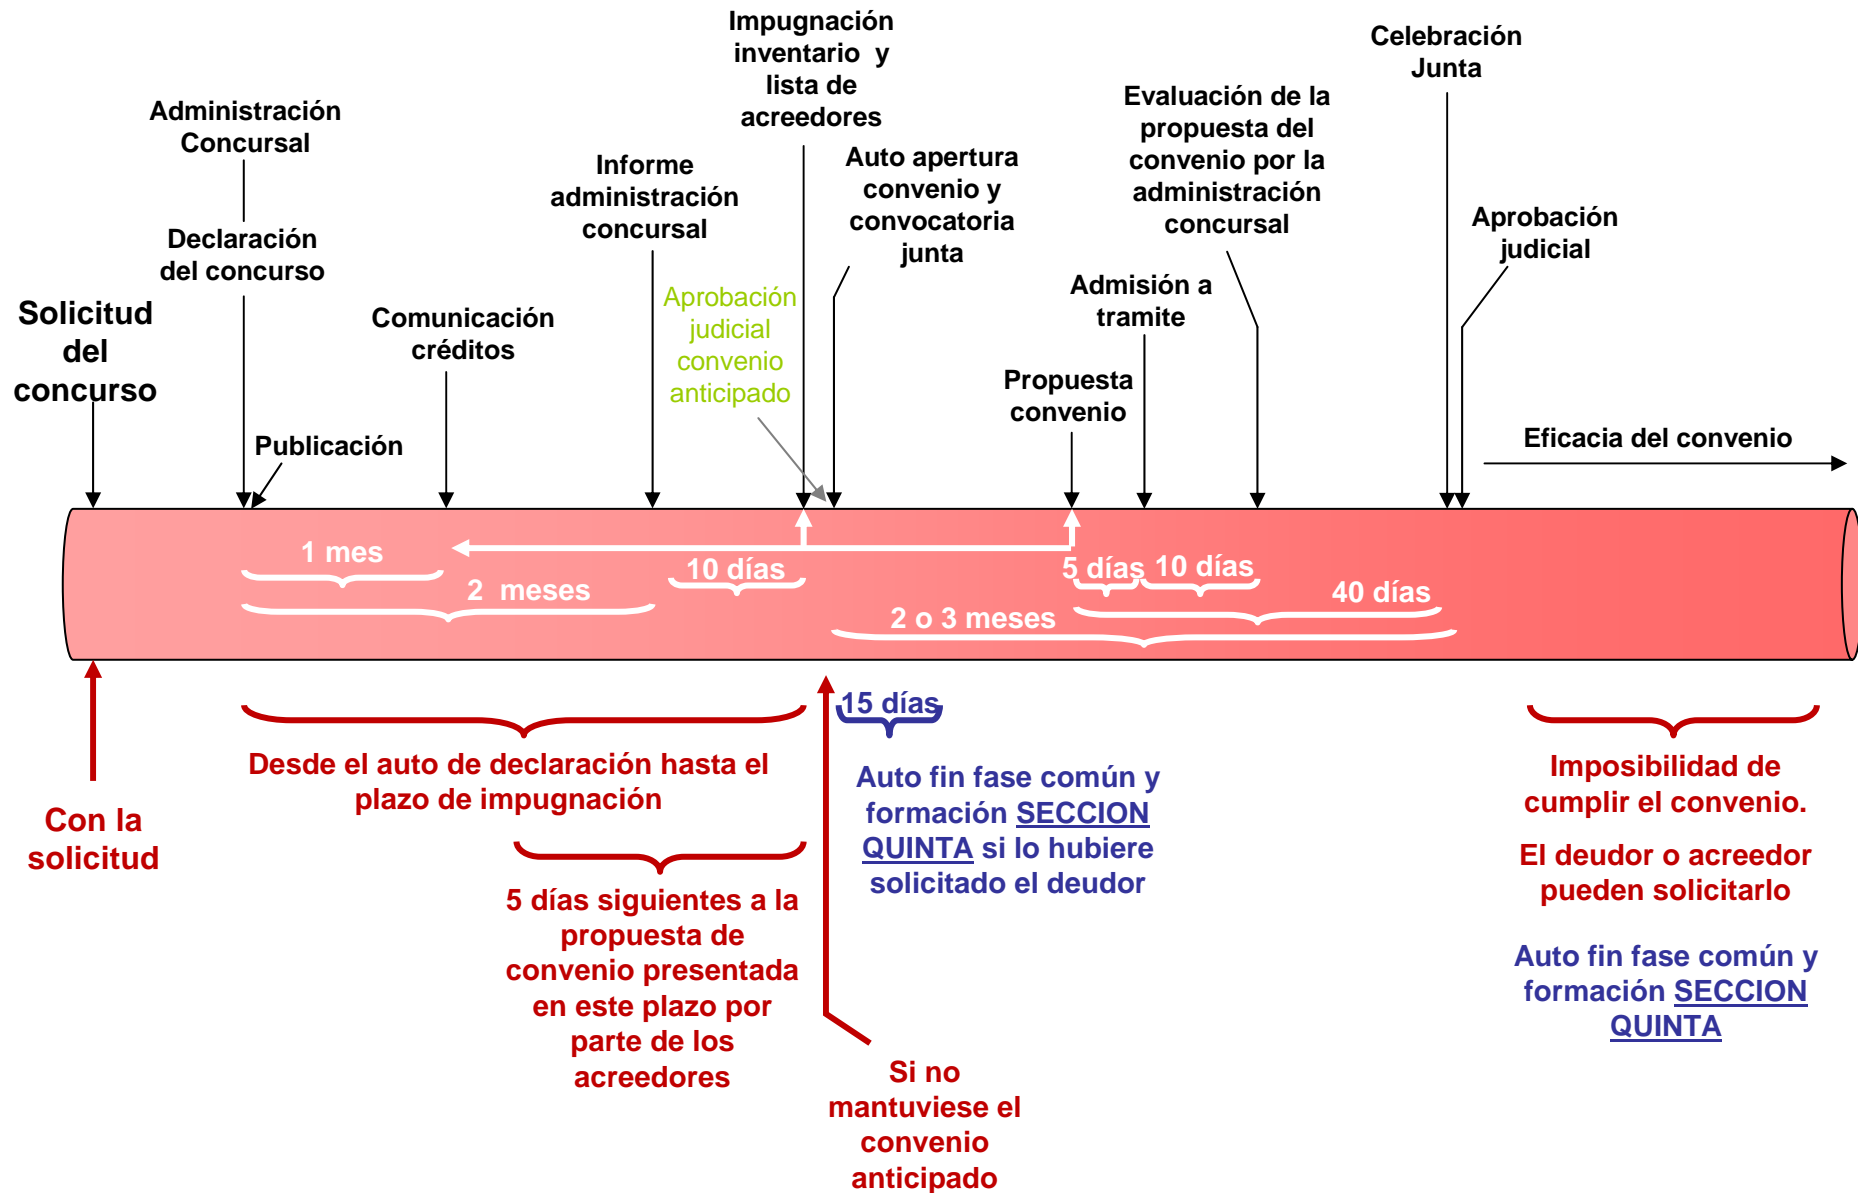 Solicitud
del
concurso
Administración
Concursal
Declaración
del concurso
Publicación
Comunicación
créditos
Informe
administración
concursal
Aprobación
judicial
convenio
anticipado
Impugnación
inventario y
lista de
acreedores
Auto apertura
convenio y
convocatoria
junta
Propuesta
convenio
Admisión a
tramite
Evaluación de la
propuesta del
convenio por la
administración
concursal
Celebración
Junta
Aprobación
judicial
Eficacia del convenio
1 mes
2 meses
10 días
5 días
10 días
40 días
2 o 3 meses
Con la
solicitud
Desde el auto de declaración hasta el
plazo de impugnación
5 días siguientes a la
propuesta de
convenio presentada
en este plazo por
parte de los
acreedores
Si no
mantuviese el
convenio
anticipado
15 días
Auto fin fase común y
formación SECCION
QUINTA si lo hubiere
solicitado el deudor
Imposibilidad de
cumplir el convenio.
El deudor o acreedor
pueden solicitarlo
Auto fin fase común y
formación SECCION
QUINTA